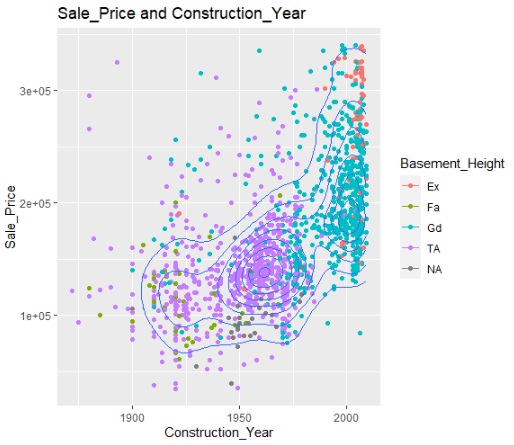 Sale_Price and Construction_Year
3e+05
2e+05
1e+05
Sale_Price
1900
1950
2000
Construction_Year
Basement_Height
Ex
Fa
Gd
TA
NA